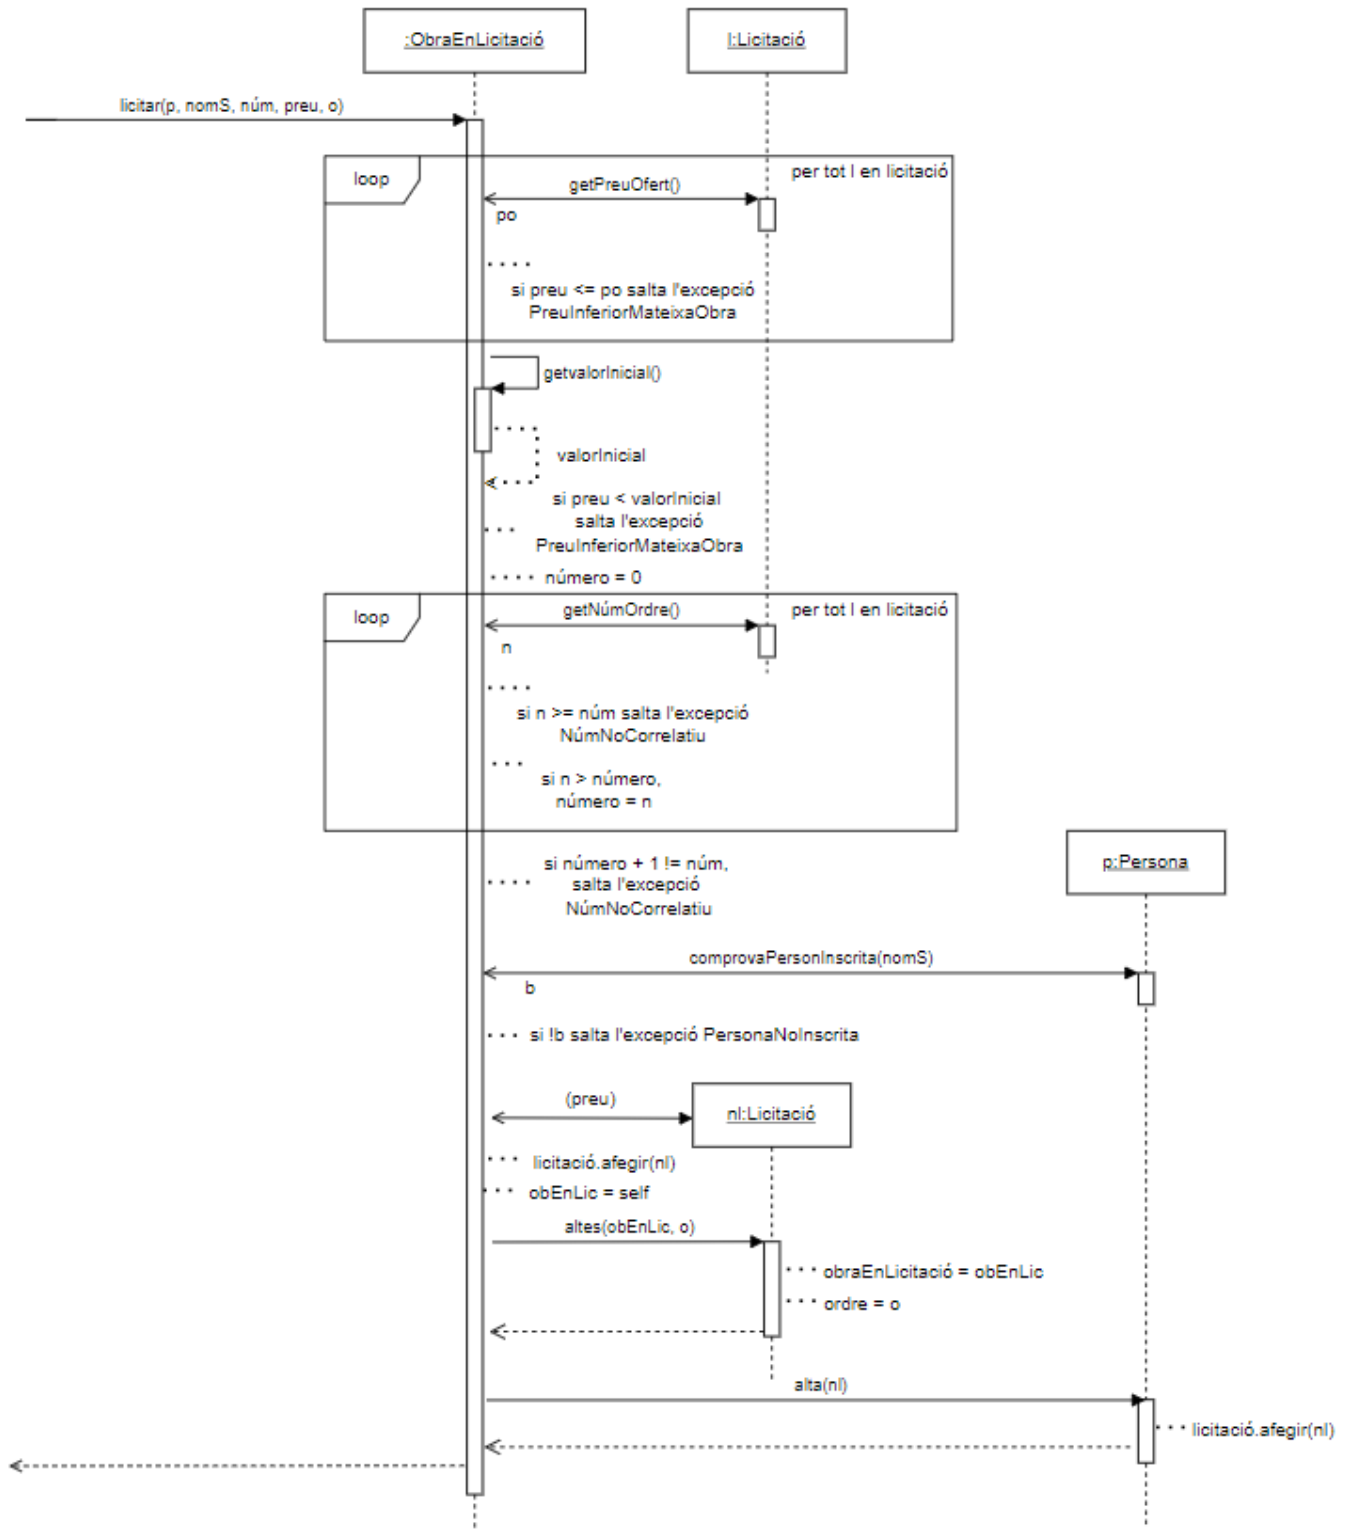 :ObraEnLicitació
l:Licitació
licitar(p, nomS, núm, preu, o)
loop
per tot l en licitació
getPreuOfert()
po
si preu <= po salta l'excepció
PreuInferiorMateixaObra
getvalorInicial()
valorInicial
si preu < valorInicial
salta l'excepció
PreuInferiorMateixaObra
número = 0
loop
getNúmOrdre()
per tot l en licitació
n
si n >= núm salta l'excepció
NúmNoCorrelatiu
si n > número,
número = n
si número + 1 != núm,
salta l'excepció
NúmNoCorrelatiu
p:Persona
comprovaPersonInscrita(nomS)
b
si !b salta l'excepció PersonaNoInscrita
(preu)
nl:Licitació
licitació.afegir(nl)
obEnLic = self
altes(obEnLic, o)
obraEnLicitació = obEnLic
ordre = o
alta(nl)
licitació.afegir(nl)